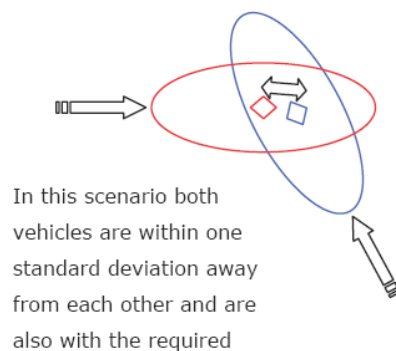 In this scenario both
vehicles are within one
standard deviation away
from each other and are
also with the required